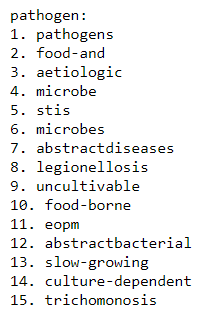 pathogen:
1. pathogens
2. food-and
3. aetiologic
4. microbe
5. stis
6. microbes
7. abstractdiseases
8. legionellosis
9. uncultivable
10. food-borne
11. eopm
12. abstractbacterial
13. slow-growing
14. culture-dependent
15. trichomonosis